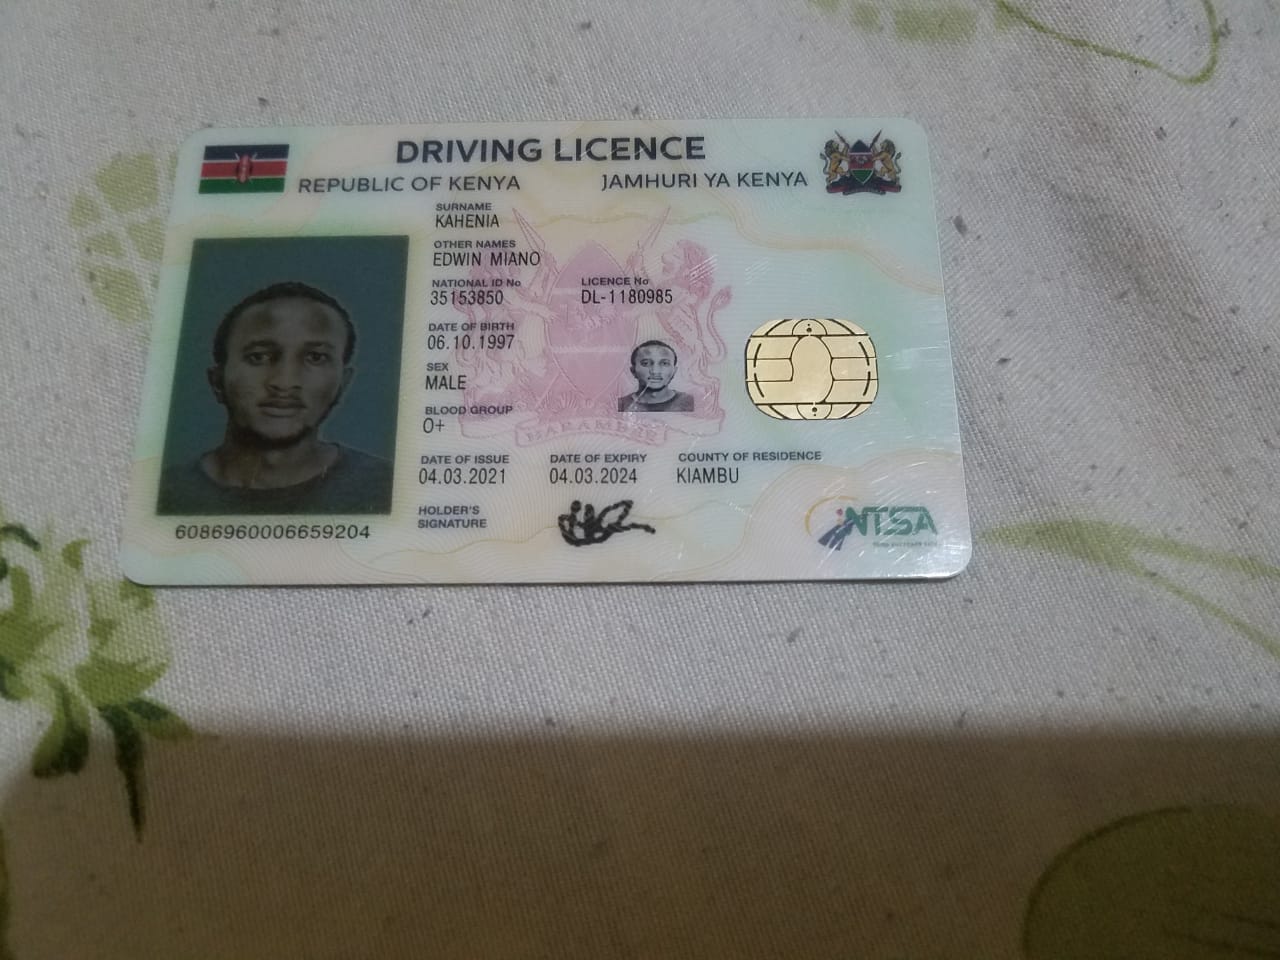 DRIVING LICENCE
REPUBLIC OF KENYA JAMHURI YA KENYA
SURNAME
KAHENIA
OTHER NAMES
EDWIN MIANO
NATIONAL ID No LICENCE No
35153850 DL-1180985
DATE OF BIRTH
06.10.1997
SEX
MALE
BLOOD GROUP
O+
HARAMBEE
DATE OF ISSUE DATE OF EXPIRY COUNTY OF RESIDENCE
04.03.2021 04.03.2024 KIAMBU
HOLDER'S
SIGNATURE
6086960006659204
NTSA